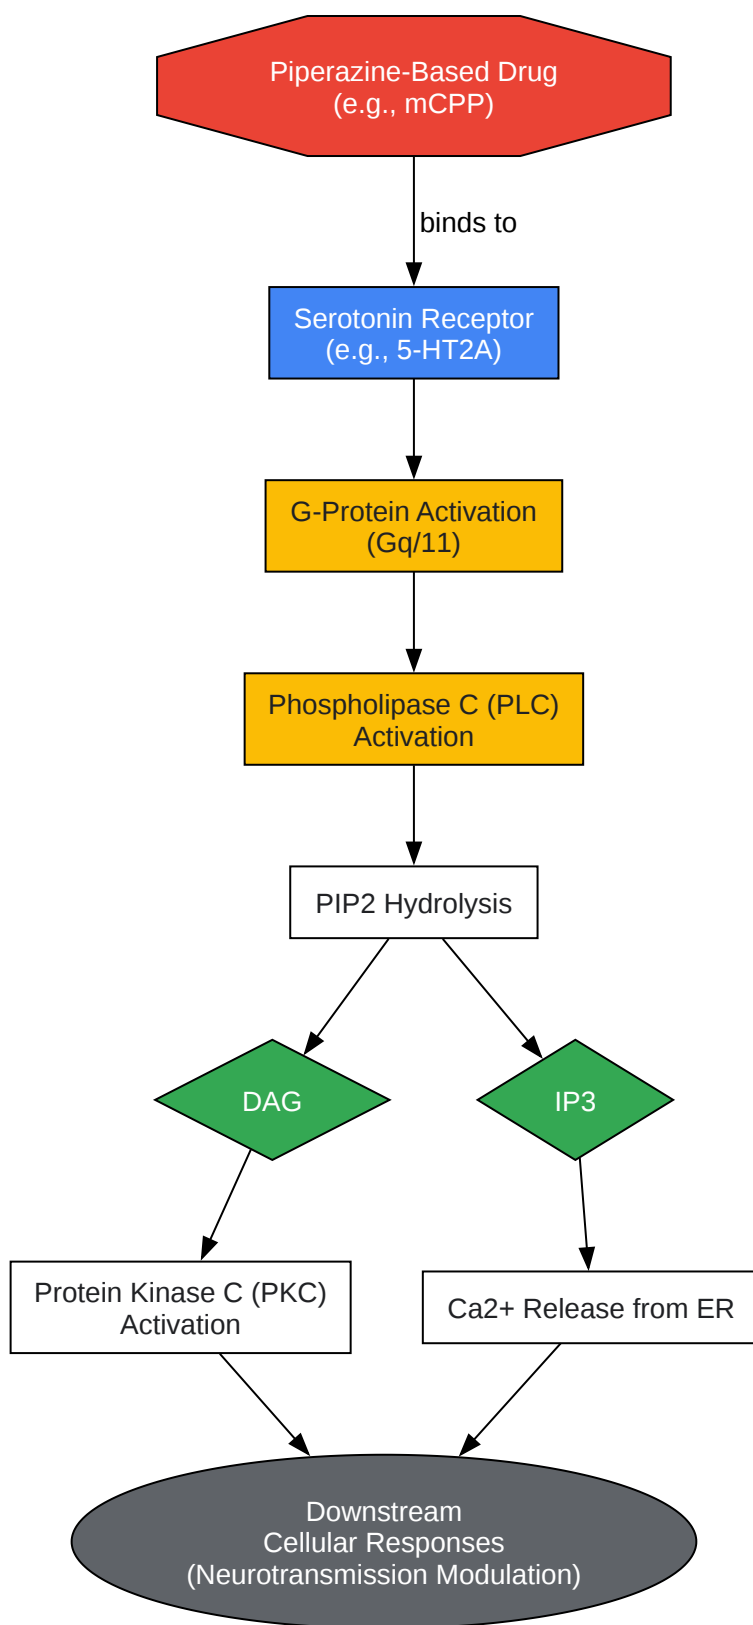 Piperazine-Based Drug
(e.g., mCPP)
binds to
Serotonin Receptor
(e.g., 5-HT2A)
G-Protein Activation
(Gq/11)
Phospholipase C (PLC)
Activation
PIP2 Hydrolysis
DAG
IP3
Protein Kinase C (PKC)
Activation
Ca2+ Release from ER
Downstream
Cellular Responses
(Neurotransmission Modulation)